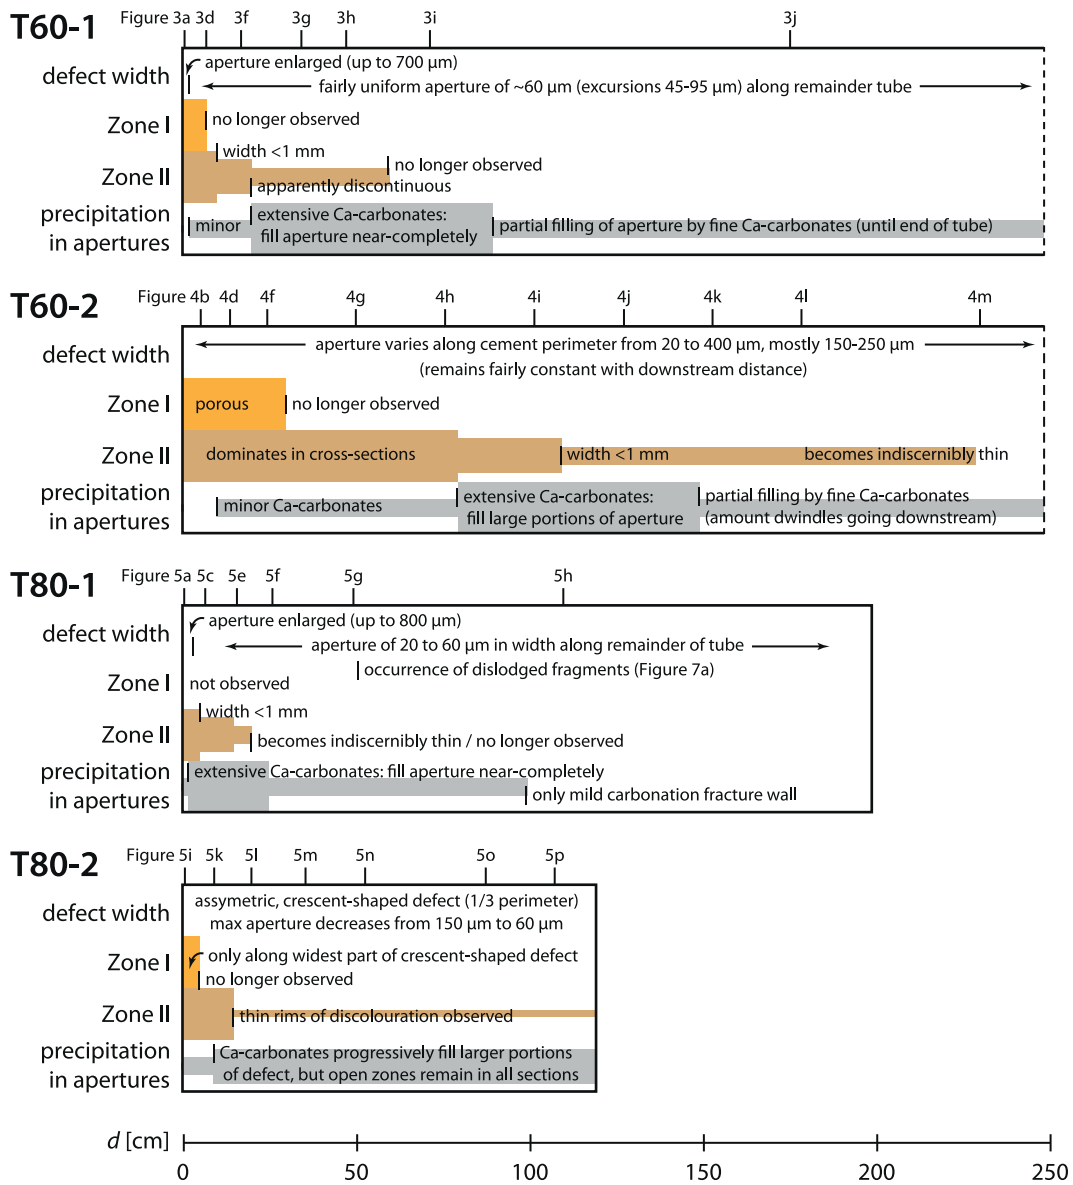 T60-1
Figure 3a 3d 3f 3g 3h 3i 3j
defect width
aperture enlarged (up to 700 µm)
fairly uniform aperture of ~60 µm (excursions 45-95 µm) along remainder tube
Zone I
no longer observed
width <1 mm
Zone II
no longer observed
apparently discontinuous
precipitation
in apertures
minor
extensive Ca-carbonates:
fill aperture near-completely
partial filling of aperture by fine Ca-carbonates (until end of tube)
T60-2
Figure 4b 4d 4f 4g 4h 4i 4j 4k 4l 4m
defect width
aperture varies along cement perimeter from 20 to 400 µm, mostly 150-250 µm
(remains fairly constant with downstream distance)
Zone I
porous
no longer observed
Zone II
dominates in cross-sections
width <1 mm
becomes indiscernibly thin
precipitation
in apertures
minor Ca-carbonates
extensive Ca-carbonates:
fill large portions of aperture
partial filling by fine Ca-carbonates
(amount dwindles going downstream)
T80-1
Figure 5a 5c 5e 5f 5g 5h
defect width
aperture enlarged (up to 800 µm)
aperture of 20 to 60 µm in width along remainder of tube
occurrence of dislodged fragments (Figure 7a)
Zone I
not observed
width <1 mm
Zone II
becomes indiscernibly thin / no longer observed
precipitation
in apertures
extensive Ca-carbonates: fill aperture near-completely
only mild carbonation fracture wall
T80-2
Figure 5i 5k 5l 5m 5n 5o 5p
defect width
assymetric, crescent-shaped defect (1/3 perimeter)
max aperture decreases from 150 µm to 60 µm
Zone I
only along widest part of crescent-shaped defect
no longer observed
Zone II
thin rims of discolouration observed
precipitation
in apertures
Ca-carbonates progressively fill larger portions
of defect, but open zones remain in all sections
d [cm]
0 50 100 150 200 250